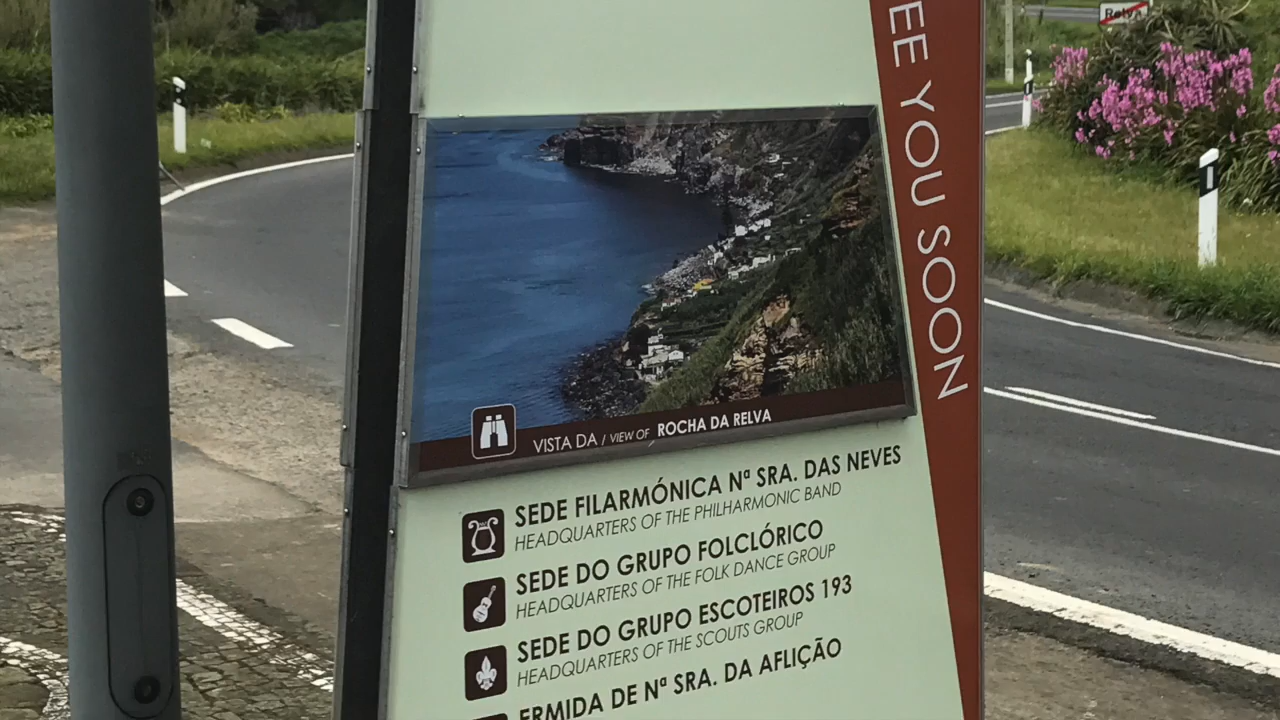 EE YOU SOON
Relva
VISTA DA / VIEW OF ROCHA DA RELVA
SEDE FILARMÓNICA Nª SRA. DAS NEVES
HEADQUARTERS OF THE PHILHARMONIC BAND
SEDE DO GRUPO FOLCLÓRICO
HEADQUARTERS OF THE FOLK DANCE GROUP
SEDE DO GRUPO ESCOTEIROS 193
HEADQUARTERS OF THE SCOUTS GROUP
ERMIDA DE Nª SRA. DA AFLIÇÃO